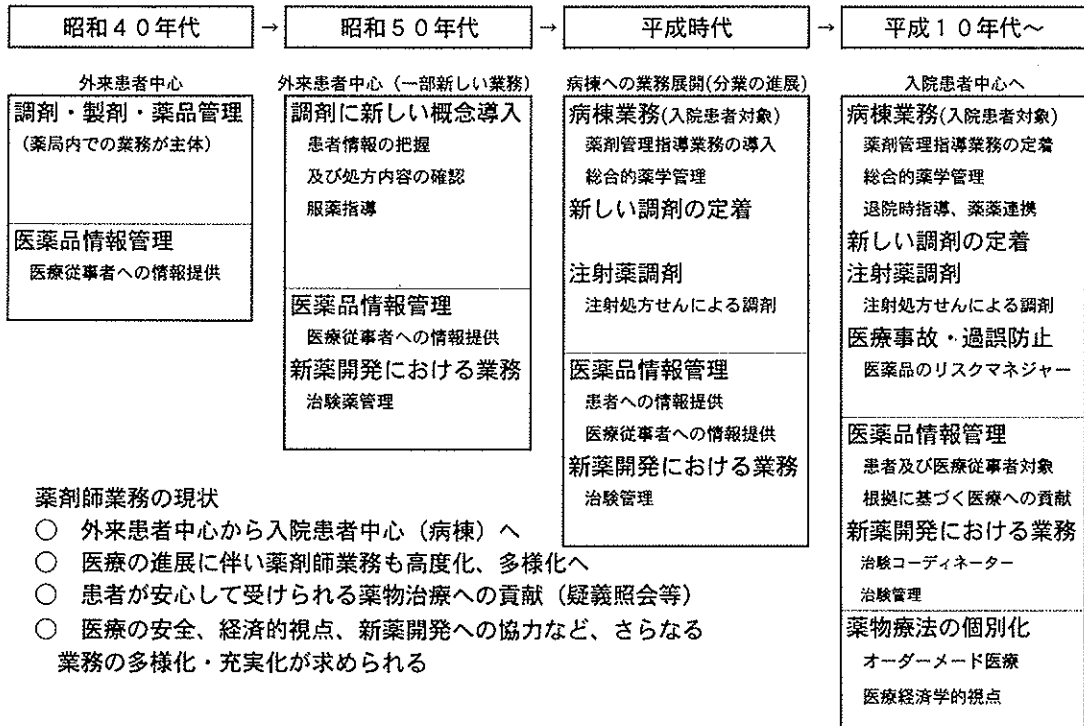 昭和４０年代 → 昭和５０年代 → 平成時代 → 平成１０年代～
外来患者中心
調剤・製剤・薬品管理
（薬局内での業務が主体）
医薬品情報管理
医療従事者への情報提供
外来患者中心（一部新しい業務）
調剤に新しい概念導入
患者情報の把握
及び処方内容の確認
服薬指導
医薬品情報管理
医療従事者への情報提供
新薬開発における業務
治験薬管理
病棟への業務展開(分業の進展)
病棟業務(入院患者対象)
薬剤管理指導業務の導入
総合的薬学管理
新しい調剤の定着
注射薬調剤
注射処方せんによる調剤
医薬品情報管理
患者への情報提供
医療従事者への情報提供
新薬開発における業務
治験管理
入院患者中心へ
病棟業務(入院患者対象)
薬剤管理指導業務の定着
総合的薬学管理
退院時指導、薬薬連携
新しい調剤の定着
注射薬調剤
注射処方せんによる調剤
医療事故・過誤防止
医薬品のリスクマネジャー
医薬品情報管理
患者及び医療従事者対象
根拠に基づく医療への貢献
新薬開発における業務
治験コーディネーター
治験管理
薬物療法の個別化
オーダーメード医療
医療経済学的視点
薬剤師業務の現状
○ 外来患者中心から入院患者中心（病棟）へ
○ 医療の進展に伴い薬剤師業務も高度化、多様化へ
○ 患者が安心して受けられる薬物治療への貢献（疑義照会等）
○ 医療の安全、経済的視点、新薬開発への協力など、さらなる
業務の多様化・充実化が求められる